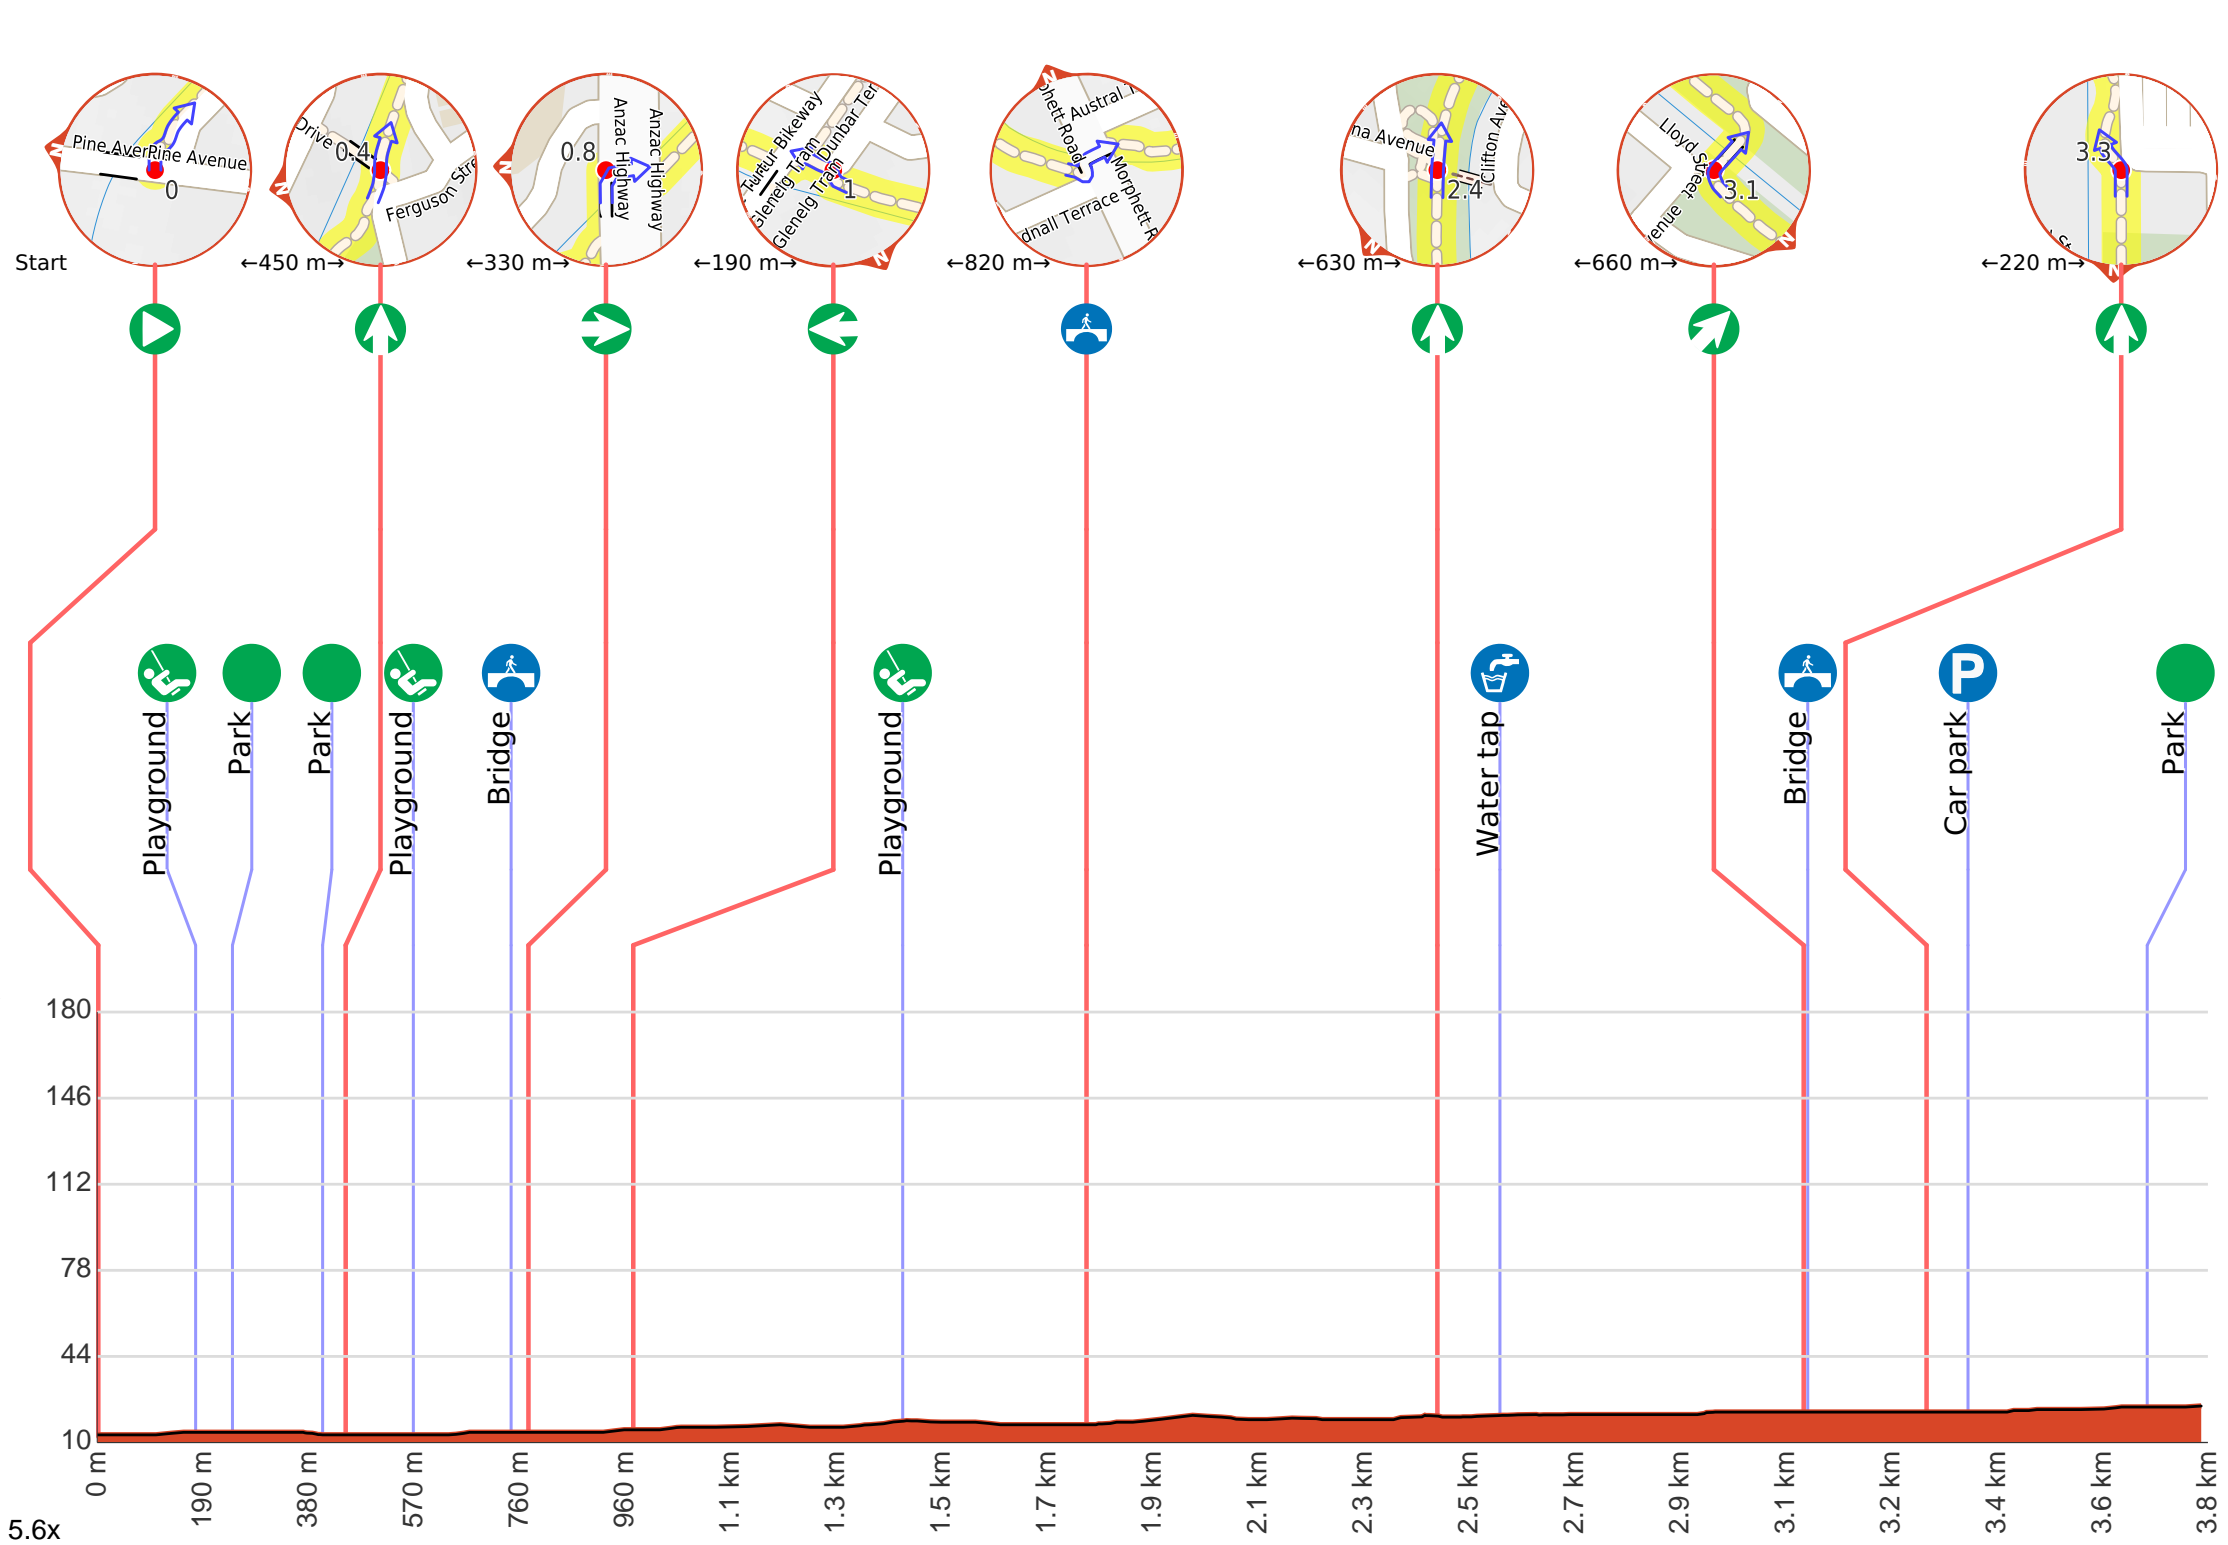 Pine Aver
Pine Avenue
N
0
Drive
0.4
Ferguson Stre
N
0.8
Anzac Highway
Anzac Highway
N
Turtur Bikeway
Glenelg Tram
Glenelg Tram
Dunbar Ter
1
N
N
phett Road
Austral T
Morphett R
dnall Terrace
na Avenue
Clifton Ave
2.4
N
Lloyd Street
enue
3.1
N
3.3
N
Start
←450 m→
←330 m→
←190 m→
←820 m→
←630 m→
←660 m→
←220 m→
P
Playground
Park
Park
Playground
Bridge
Playground
Water tap
Bridge
Car park
Park
180
146
112
78
44
10
0 m
190 m
380 m
570 m
760 m
960 m
1.1 km
1.3 km
1.5 km
1.7 km
1.9 km
2.1 km
2.3 km
2.5 km
2.7 km
2.9 km
3.1 km
3.2 km
3.4 km
3.6 km
3.8 km
5.6x